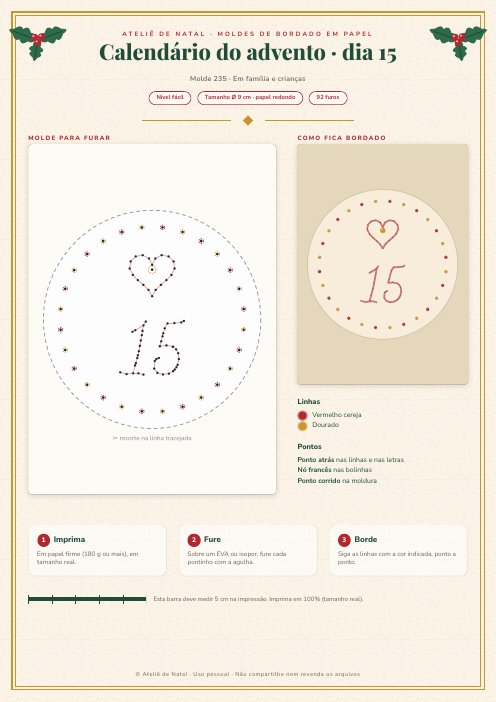 ATELIÊ DE NATAL · MOLDES DE BORDADO EM PAPEL
Calendário do advento · dia 15
Molde 235 · Em família e crianças
Nível fácil
Tamanho Ø 9 cm · papel redondo
92 furos
MOLDE PARA FURAR
COMO FICA BORDADO
15
15
✂ recorte na linha tracejada
Linhas
Vermelho cereja
Dourado
Pontos
Ponto atrás nas linhas e nas letras
Nó francês nas bolinhas
Ponto corrido na moldura
1 Imprima
Em papel firme (180 g ou mais), em
tamanho real.
2 Fure
Sobre um EVA ou isopor, fure cada
pontinho com a agulha.
3 Borde
Siga as linhas com a cor indicada, ponto a
ponto.
Esta barra deve medir 5 cm na impressão. Imprima em 100% (tamanho real).
© Ateliê de Natal · Uso pessoal · Não compartilhe nem revenda os arquivos